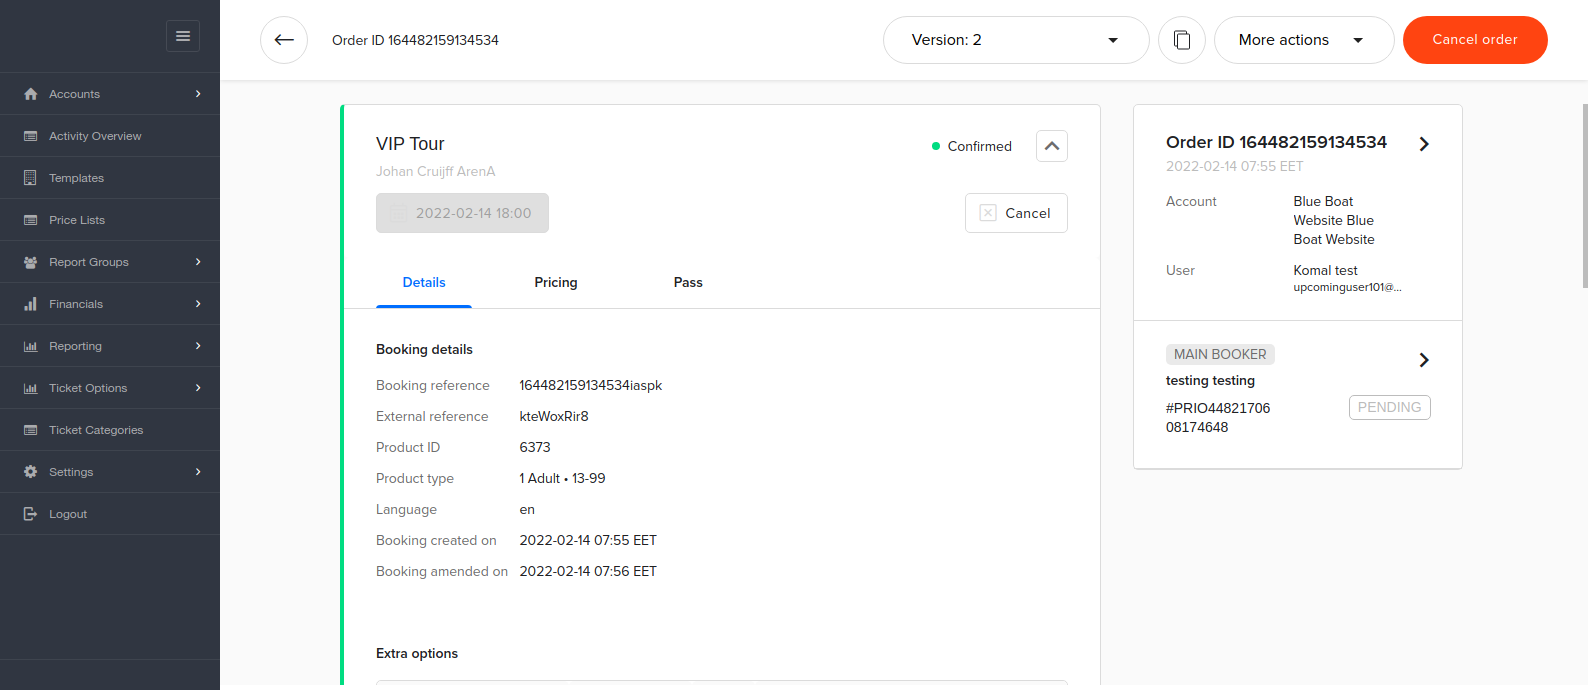 Order ID 164482159134534
Version: 2
More actions
Cancel order
Accounts
Activity Overview
Templates
Price Lists
Report Groups
Financials
Reporting
Ticket Options
Ticket Categories
Settings
Logout
VIP Tour
Confirmed
Johan Cruijff ArenA
2022-02-14 18:00
Cancel
Details
Pricing
Pass
Booking details
Booking reference 164482159134534iaspk
External reference kteWoxRir8
Product ID 6373
Product type 1 Adult • 13-99
Language en
Booking created on 2022-02-14 07:55 EET
Booking amended on 2022-02-14 07:56 EET
Extra options
Order ID 164482159134534
2022-02-14 07:55 EET
Account Blue Boat
Website Blue
Boat Website
User Komal test
upcominguser101@...
MAIN BOOKER
testing testing
#PRIO44821706
08174648
PENDING